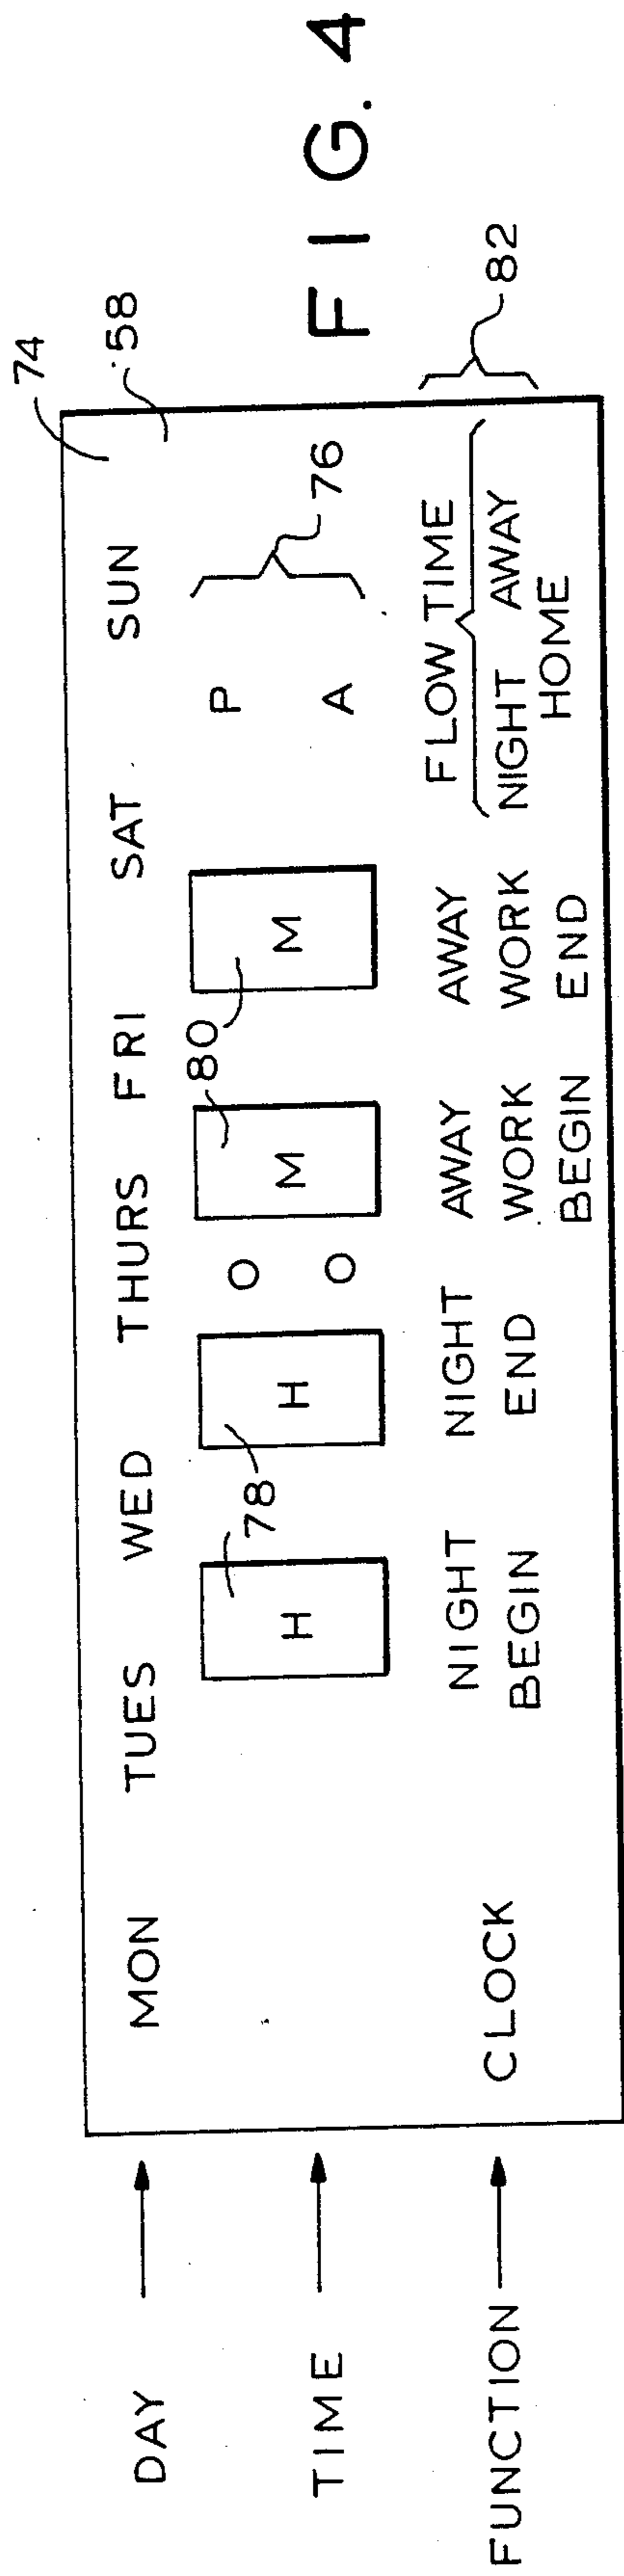 FIG. 4
74
58
DAY MON TUES WED THURS FRI SAT SUN
78 80 76
TIME H H O O M M P A
FUNCTION CLOCK NIGHT BEGIN NIGHT END AWAY WORK BEGIN AWAY WORK END FLOW TIME NIGHT AWAY HOME
82